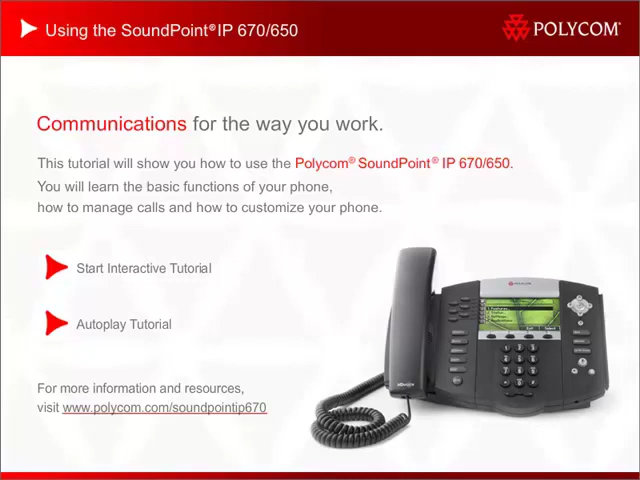 Using the SoundPoint® IP 670/650
POLYCOM®
Communications for the way you work.
This tutorial will show you how to use the Polycom® SoundPoint® IP 670/650.
You will learn the basic functions of your phone,
how to manage calls and how to customize your phone.
Start Interactive Tutorial
Autoplay Tutorial
For more information and resources,
visit www.polycom.com/soundpointip670
POLYCOM